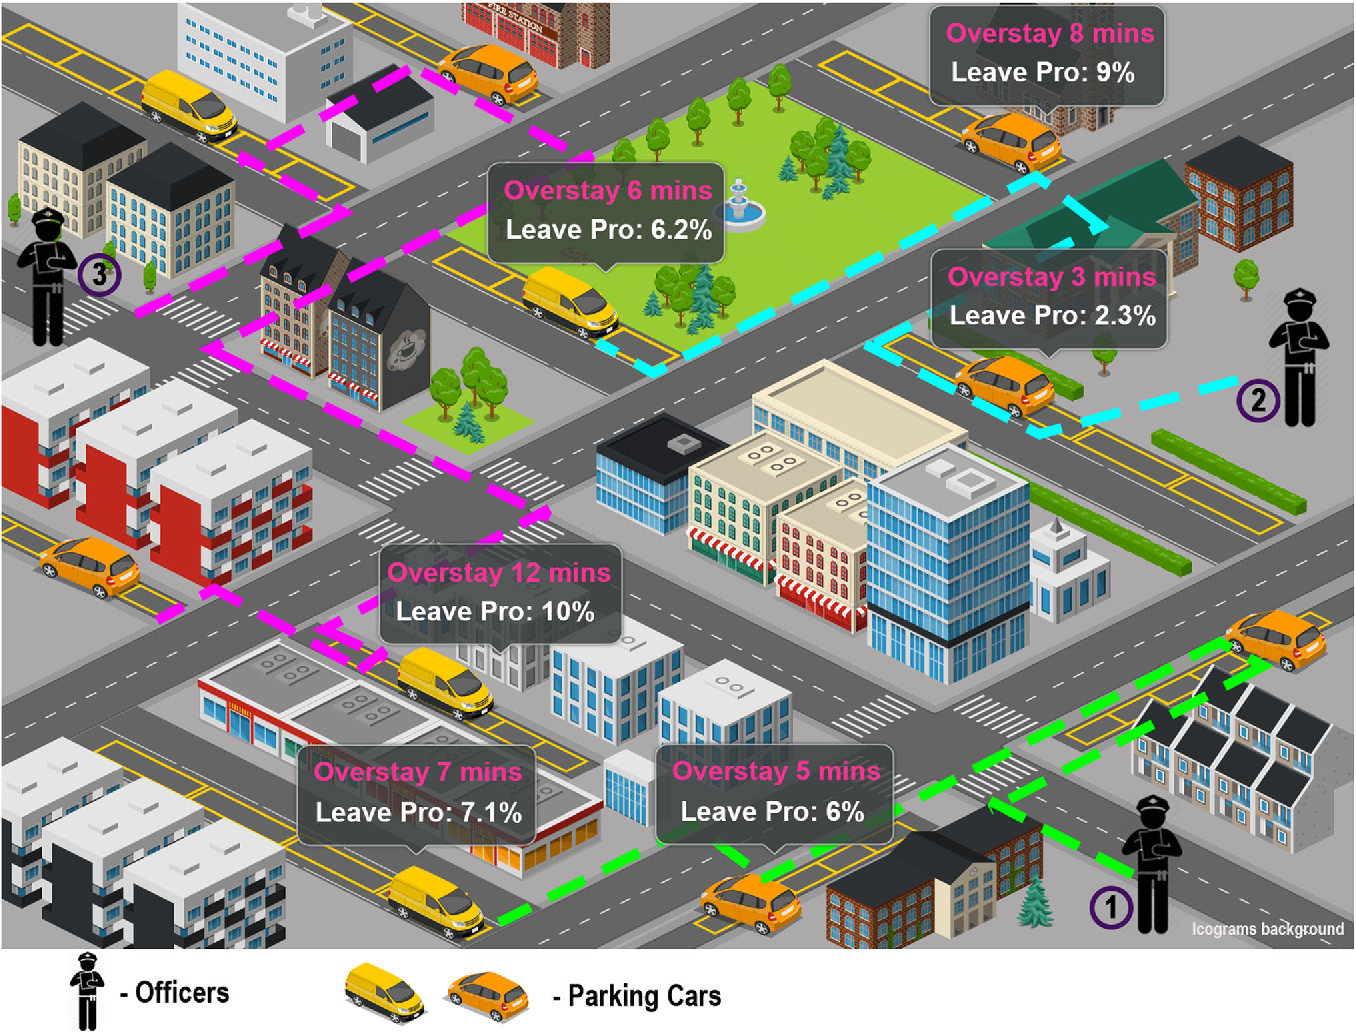 FIRE STATION
Overstay 8 mins
Leave Pro: 9%
Overstay 6 mins
Leave Pro: 6.2%
3
Overstay 3 mins
Leave Pro: 2.3%
2
Overstay 12 mins
Leave Pro: 10%
Overstay 7 mins
Leave Pro: 7.1%
Overstay 5 mins
Leave Pro: 6%
1
Icograms background
- Officers
- Parking Cars